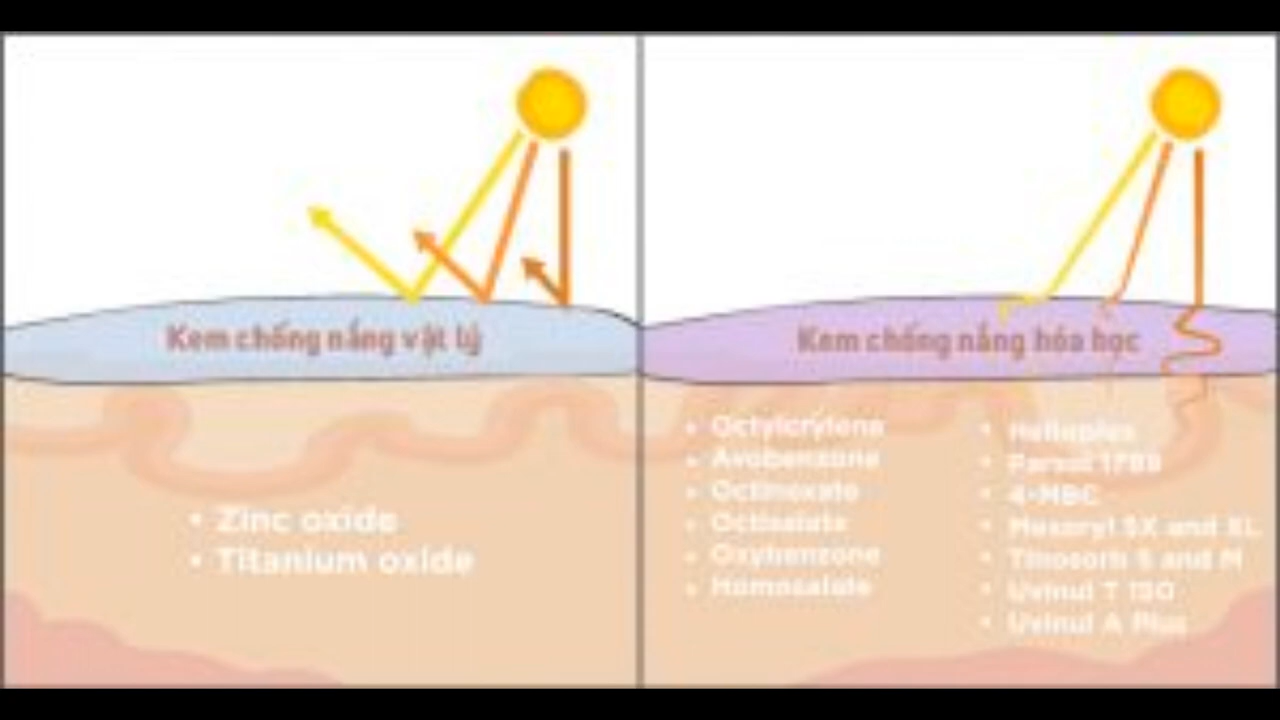 Kem chống nắng vật lý
• Zinc oxide
• Titanium oxide
Kem chống nắng hóa học
• Octylcrylene
• Avobenzone
• Octinoxate
• Octisalate
• Oxybenzone
• Homosalate
• Helioplex
• Parsol 1789
• 4-MBC
• Mexoryl SX and XL
• Tinosorb S and M
• Uvinul T 150
• Uvinul A Plus